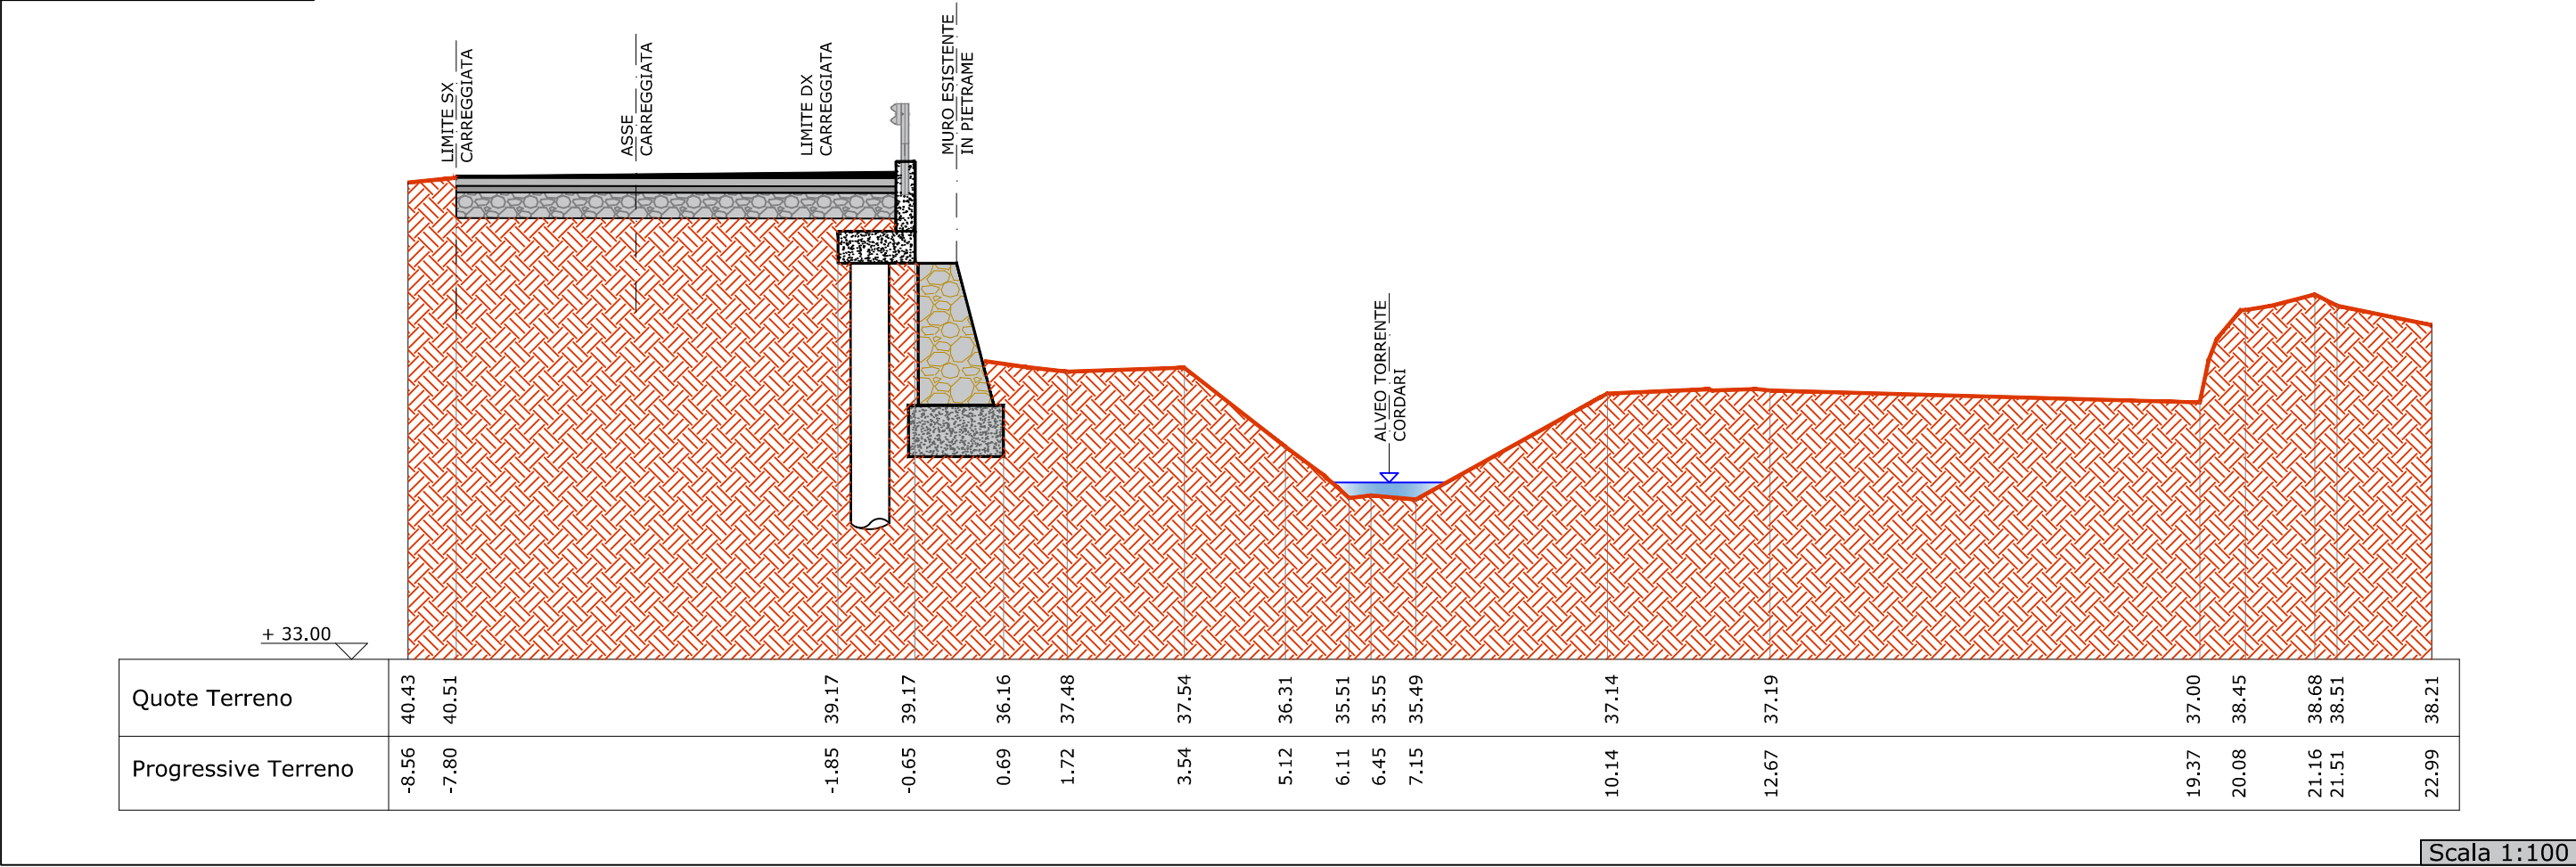 LIMITE SX
CARREGGIATA
ASSE
CARREGGIATA
LIMITE DX
CARREGGIATA
MURO ESISTENTE
IN PIETRAME
ALVEO TORRENTE
CORDARI
+ 33.00
Quote Terreno
40.43
40.51
39.17
39.17
36.16
37.48
37.54
36.31
35.51
35.55
35.49
37.14
37.19
37.00
38.45
38.68
38.51
38.21
Progressive Terreno
-8.56
-7.80
-1.85
-0.65
0.69
1.72
3.54
5.12
6.11
6.45
7.15
10.14
12.67
19.37
20.08
21.16
21.51
22.99
Scala 1:100